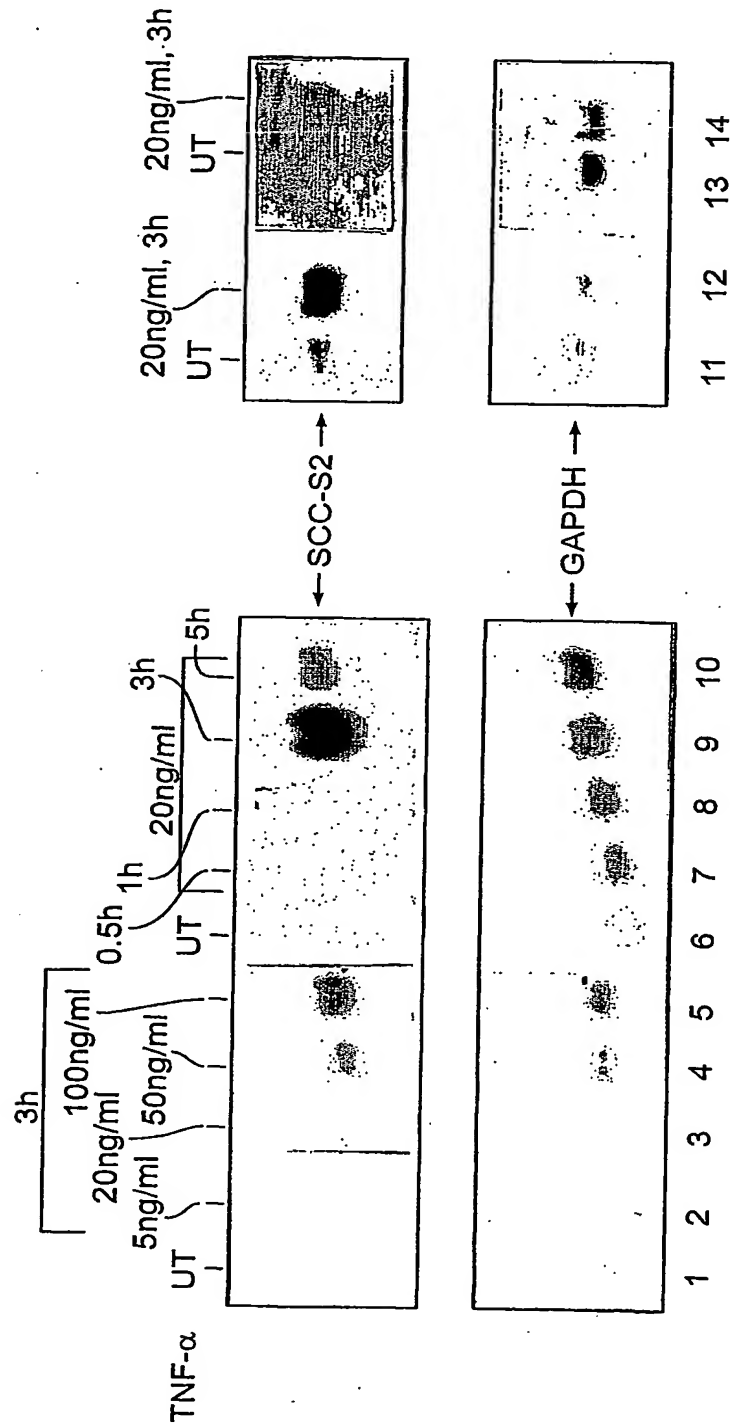 TNF-α
3h
UT
5ng/ml
20ng/ml
50ng/ml
100ng/ml
20ng/ml
UT
0.5h
1h
3h
5h
UT
20ng/ml, 3h
UT
20ng/ml, 3h
SCC-S2
GAPDH
1 2 3 4 5 6 7 8 9 10 11 12 13 14